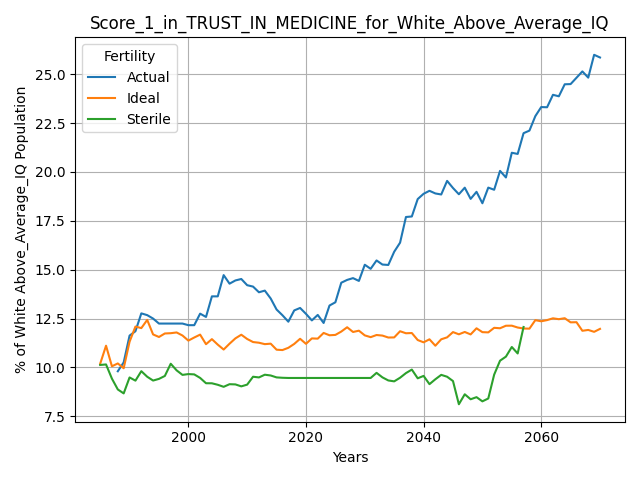 Score_1_in_TRUST_IN_MEDICINE_for_White_Above_Average_IQ
Fertility
Actual
Ideal
Sterile
% of White Above_Average_IQ Population
25.0
22.5
20.0
17.5
15.0
12.5
10.0
7.5
2000
2020
2040
2060
Years